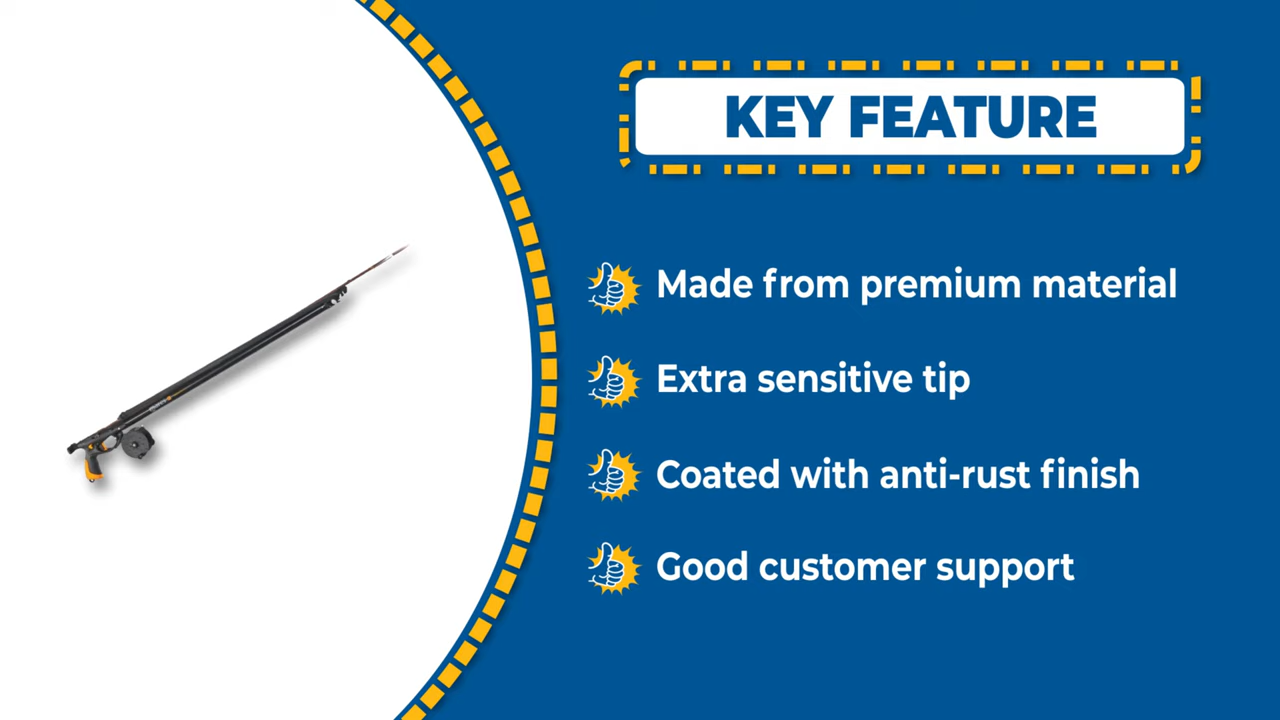 KEY FEATURE
Made from premium material
Extra sensitive tip
Coated with anti-rust finish
Good customer support